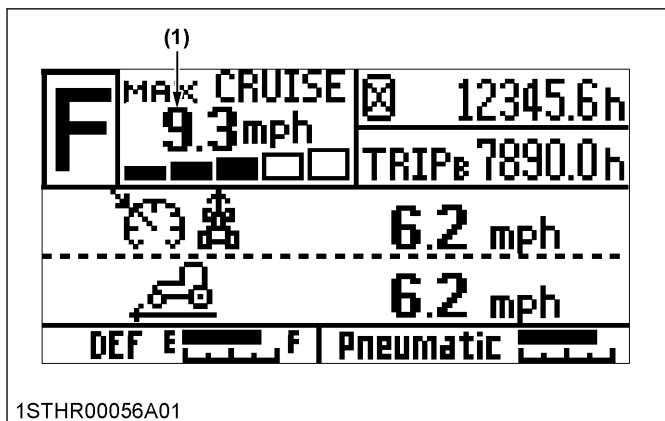 (1)
F MAX CRUISE 12345.6h
9.3mph
TRIPB 7890.0h
6.2 mph
6.2 mph
DEF E F Pneumatic
1STHR00056A01